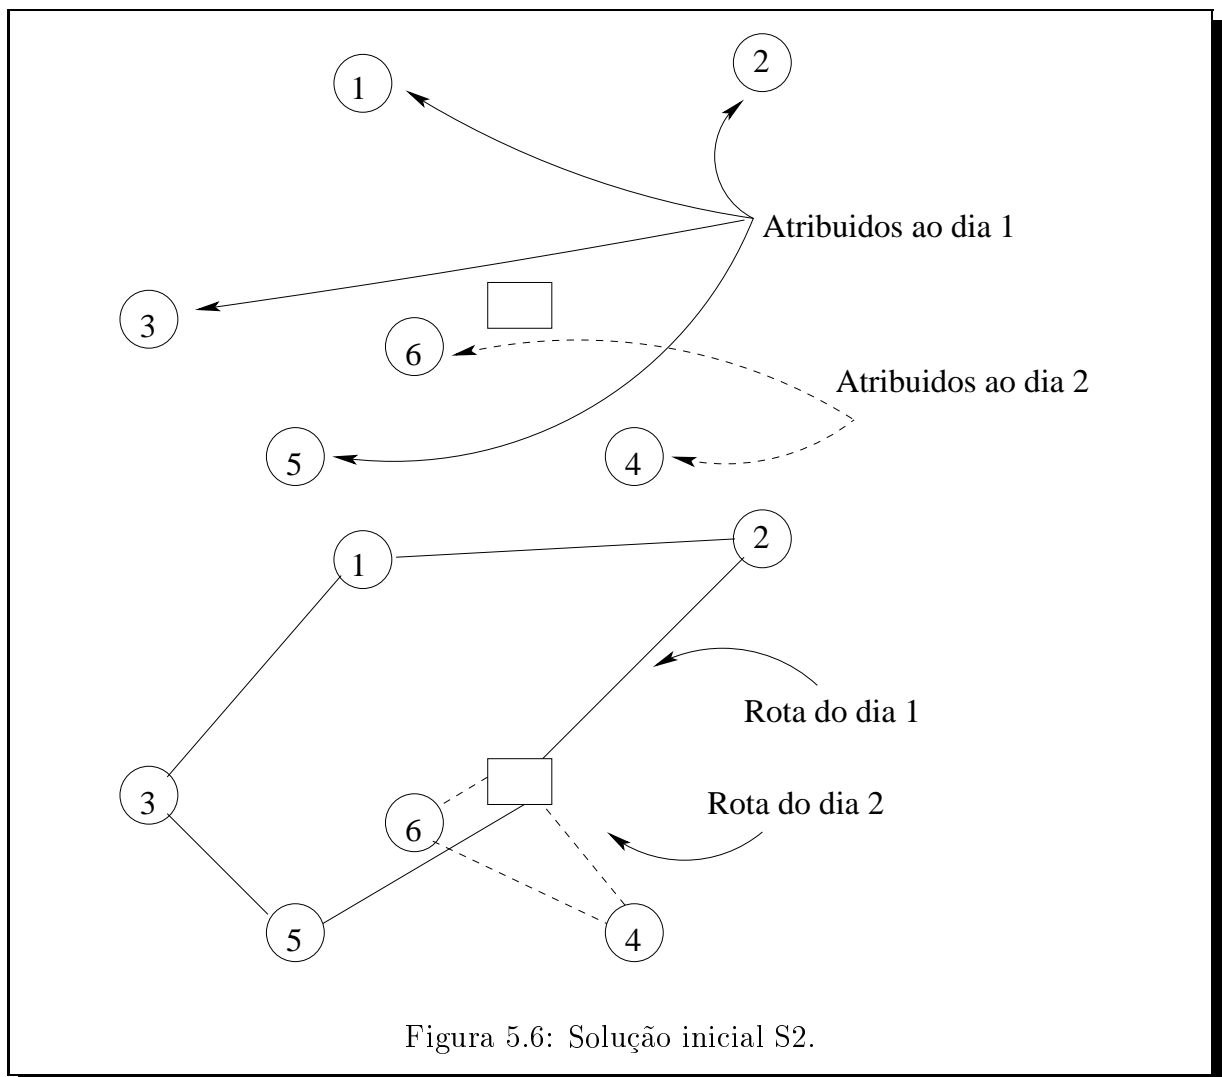 1
2
Atribuidos ao dia 1
3
6
Atribuidos ao dia 2
5
4
1
2
Rota do dia 1
3
6
Rota do dia 2
5
4
Figura 5.6: Solução inicial S2.